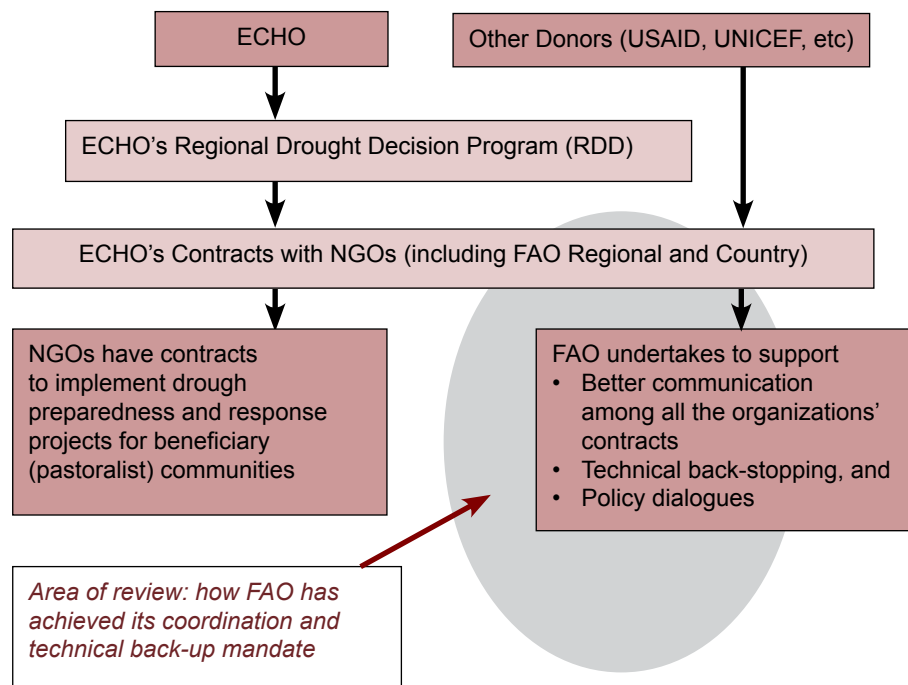 ECHO
Other Donors (USAID, UNICEF, etc)
ECHO's Regional Drought Decision Program (RDD)
ECHO's Contracts with NGOs (including FAO Regional and Country)
NGOs have contracts
to implement drough
preparedness and response
projects for beneficiary
(pastoralist) communities
FAO undertakes to support
• Better communication
among all the organizations'
contracts
• Technical back-stopping, and
• Policy dialogues
Area of review: how FAO has
achieved its coordination and
technical back-up mandate